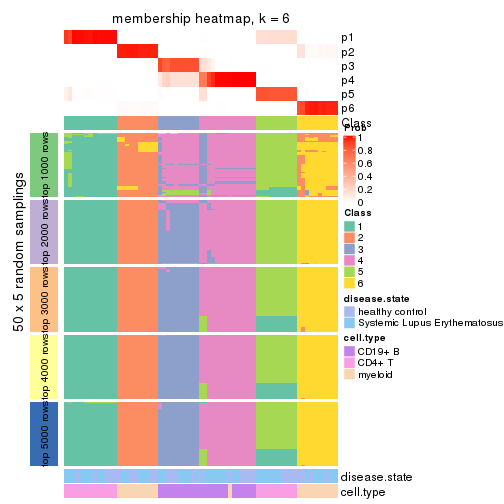 membership heatmap, k = 6
p1
p2
p3
p4
p5
p6
Class
50 x 5 random samplings
top 1000 rows
top 2000 rows
top 3000 rows
top 4000 rows
top 5000 rows
Prob
1
0.8
0.6
0.4
0.2
0
Class
1
2
3
4
5
6
disease.state
healthy control
Systemic Lupus Erythematosus
cell.type
CD19+ B
CD4+ T
myeloid
disease.state
cell.type